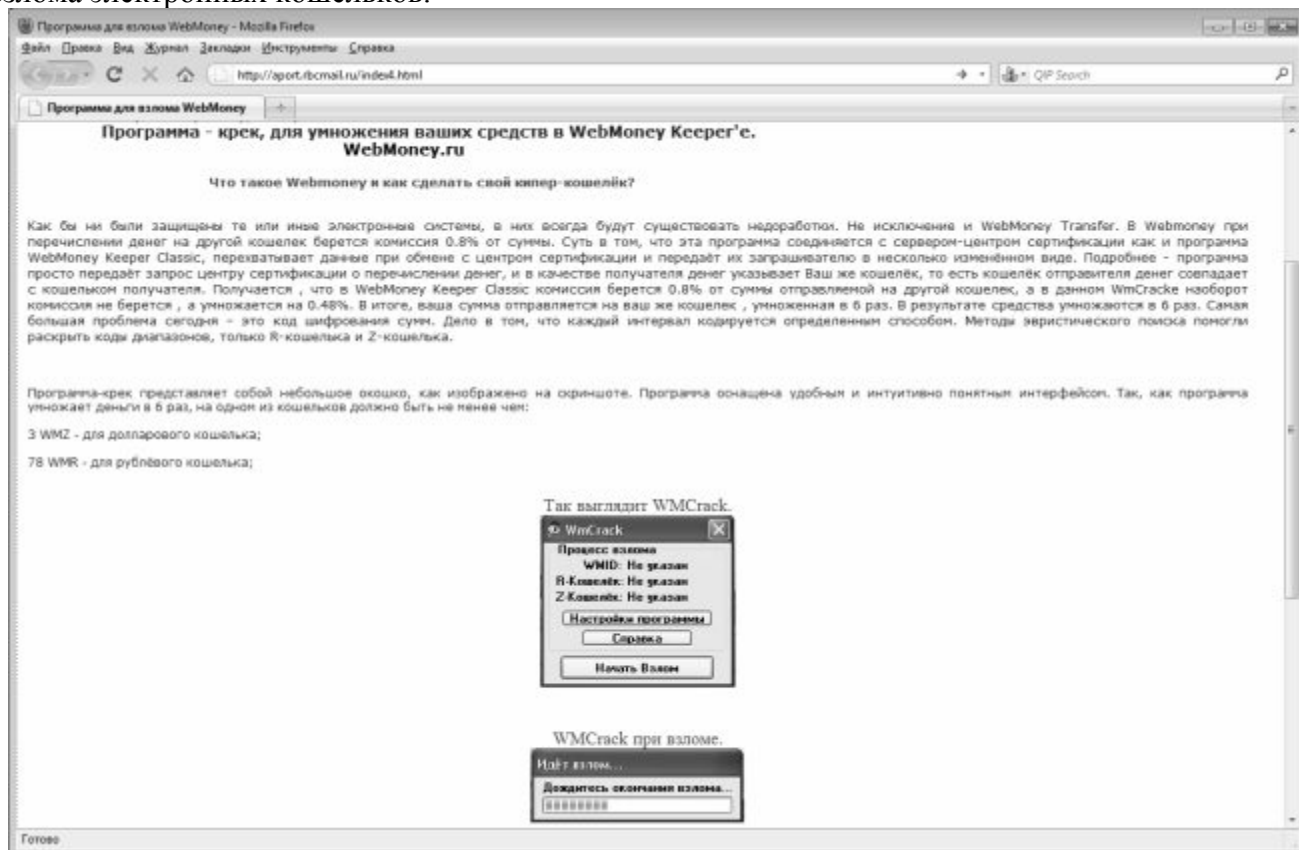 взлома электронных кошельков.
Программа для взлома WebMoney - Mozilla Firefox
Файл Правка Вид Журнал Закладки Инструменты Справка
http://aport.rbcmail.ru/index4.html
QIP Search
Программа для взлома WebMoney
Программа - крек, для умножения ваших средств в WebMoney Keeper'e.
WebMoney.ru
Что такое Webmoney и как сделать свой кипер-кошелёк?
Как бы ни были защищены те или иные электронные системы, в них всегда будут существовать недоработки. Не исключение и WebMoney Transfer. В Webmoney при
перечислении денег на другой кошелек берется комиссия 0.8% от суммы. Суть в том, что эта программа соединяется с сервером-центром сертификации как и программа
WebMoney Keeper Classic, перехватывает данные при обмене с центром сертификации и передаёт их запрашивателю в несколько изменённом виде. Подробнее - программа
просто передаёт запрос центру сертификации о перечислении денег, и в качестве получателя денег указывает Ваш же кошелёк, то есть кошелёк отправителя денег совпадает
с кошельком получателя. Получается , что в WebMoney Keeper Classic комиссия берется 0.8% от суммы отправляемой на другой кошелек, а в данном WmCrackе наоборот
комиссия не берется , а умножается на 0.48%. В итоге, ваша сумма отправляется на ваш же кошелек , умноженная в 6 раз. В результате средства умножаются в 6 раз. Самая
большая проблема сегодня - это код шифрования сумм. Дело в том, что каждый интервал кодируется определенным способом. Методы эвристического поиска помогли
раскрыть коды диапазонов, только R-кошелька и Z-кошелька.
Программа-крек представляет собой небольшое окошко, как изображено на скриншоте. Программа оснащена удобным и интуитивно понятным интерфейсом. Так, как программа
умножает деньги в 6 раз, на одном из кошельков должно быть не менее чем:
3 WMZ - для долларового кошелька;
78 WMR - для рублёвого кошелька;
Так выглядит WMCrack.
WmCrack
Процесс взлома
WMID: Не указан
R-Кошелёк: Не указан
Z-Кошелёк: Не указан
Настройки программы
Справка
Начать Взлом
WMCrack при взломе.
Идёт взлом...
Дождитесь окончания взлома...
Готово